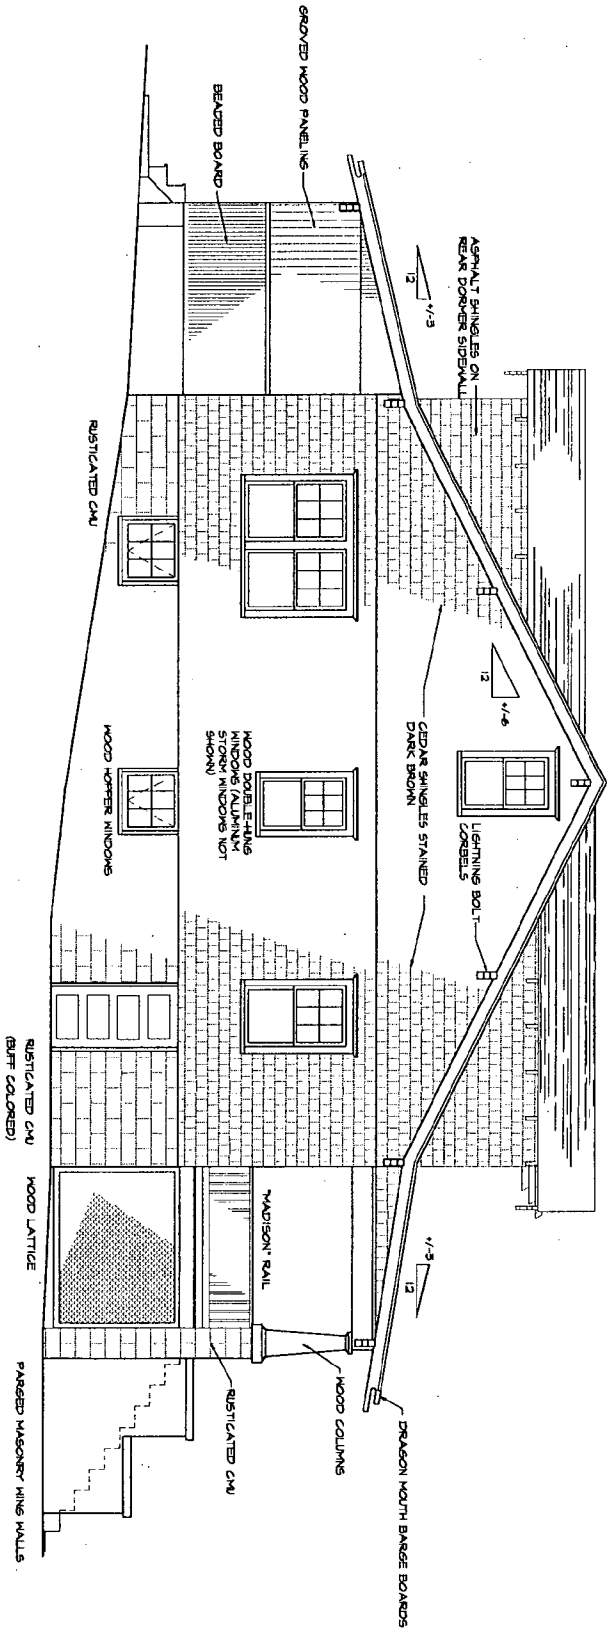 GROVED WOOD PANELING
BEADED BOARD
ASPHALT SHINGLES ON
REAR DORMER SIDEWALL
+/-3
12
RUSTICATED CMU
+/-6
12
CEDAR SHINGLES STAINED
DARK BROWN
WOOD DOUBLE-HUNG
WINDOWS (ALUMINUM
STORM WINDOWS NOT
SHOWN)
WOOD HOPPER WINDOWS
LIGHTNING BOLT
CORBELS
RUSTICATED CMU
(BUFF COLORED)
WOOD LATTICE
"MADISON" RAIL
+/-3
12
WOOD COLUMNS
RUSTICATED CMU
PARGED MASONRY WING WALLS
DRAGON MOUTH BARGE BOARDS